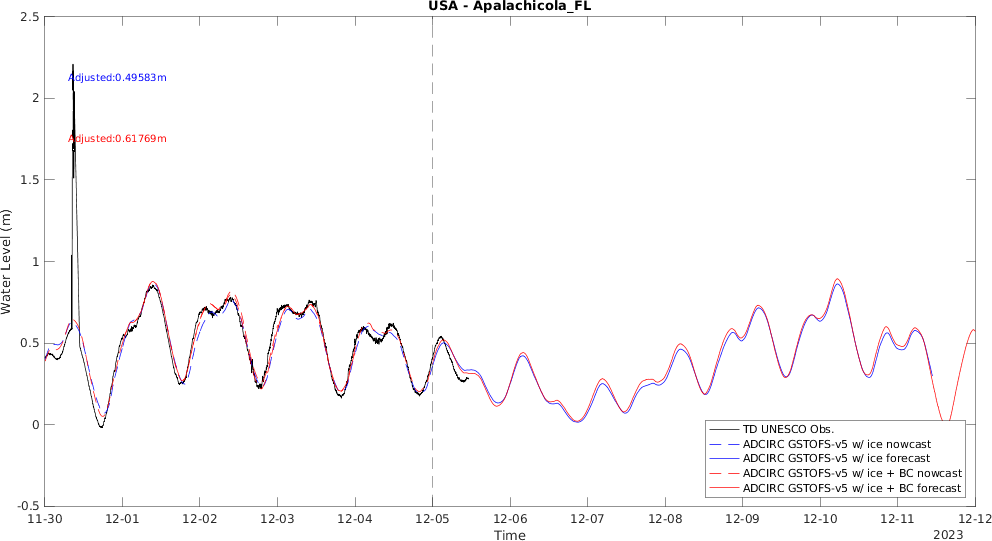 USA - Apalachicola_FL
2.5
2
1.5
1
0.5
0
-0.5
Water Level (m)
Adjusted:0.49583m
Adjusted:0.61769m
TD UNESCO Obs.
ADCIRC GSTOFS-v5 w/ ice nowcast
ADCIRC GSTOFS-v5 w/ ice forecast
ADCIRC GSTOFS-v5 w/ ice + BC nowcast
ADCIRC GSTOFS-v5 w/ ice + BC forecast
11-30 12-01 12-02 12-03 12-04 12-05 12-06 12-07 12-08 12-09 12-10 12-11 12-12
Time
2023